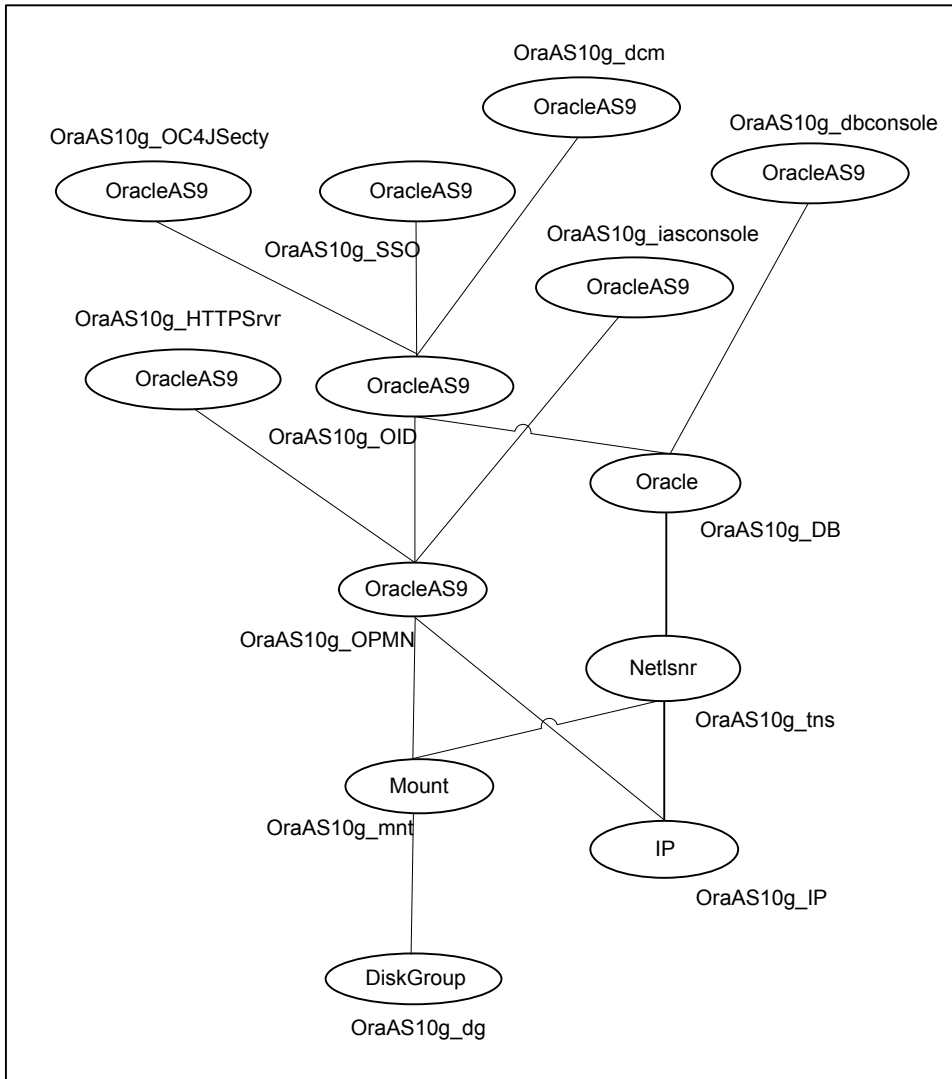 OraAS10g_dcm
OracleAS9
OraAS10g_dbconsole
OraAS10g_OC4JSecty
OracleAS9
OracleAS9
OracleAS9
OraAS10g_SSO
OraAS10g_iasconsole
OracleAS9
OraAS10g_HTTPSrvr
OracleAS9
OracleAS9
OraAS10g_OID
Oracle
OraAS10g_DB
OracleAS9
OraAS10g_OPMN
Netlsnr
OraAS10g_tns
Mount
OraAS10g_mnt
IP
OraAS10g_IP
DiskGroup
OraAS10g_dg